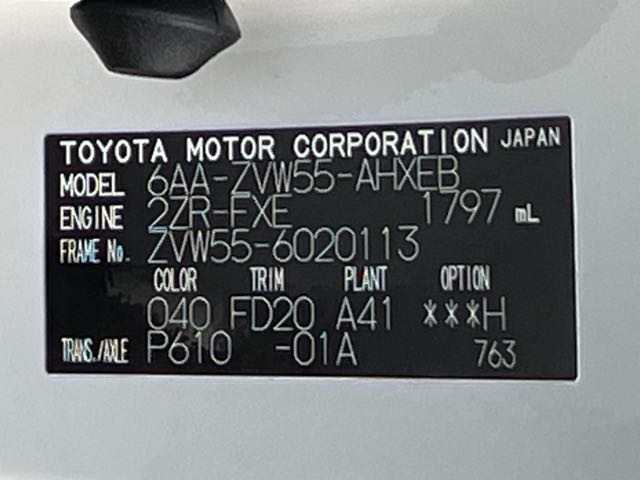 TOYOTA MOTOR CORPORATION JAPAN
MODEL 6AA-ZVW55-AHXEB
ENGINE 2ZR-FXE 1797 mL
FRAME No. ZVW55-6020113
COLOR TRIM PLANT OPTION
040 FD20 A41 ***H
TRANS./AXLE P610 -01A 763